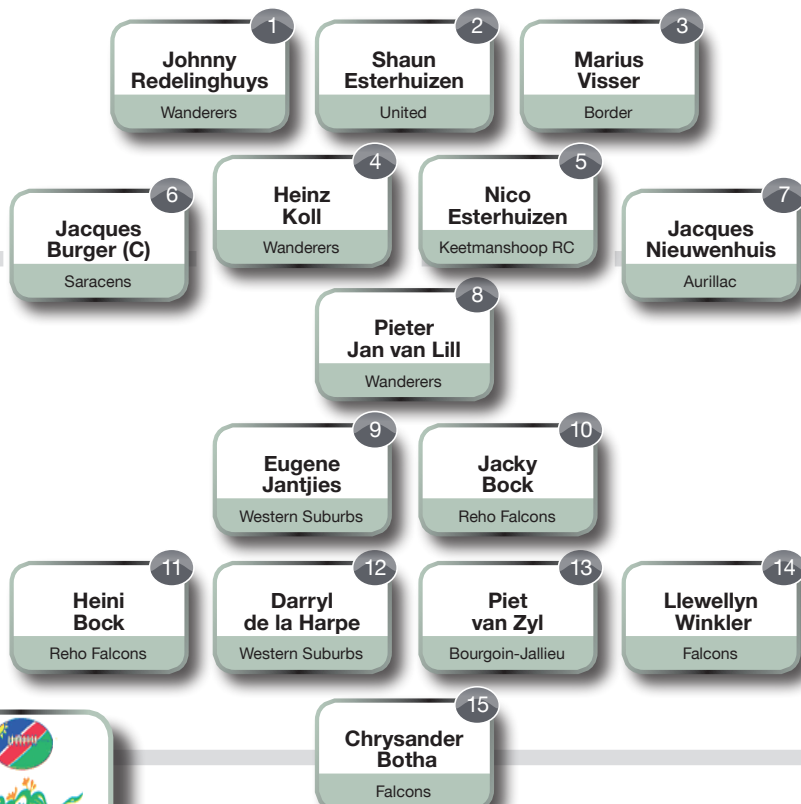 1
Johnny
Redelinghuys
Wanderers
2
Shaun
Esterhuizen
United
3
Marius
Visser
Border
4
Heinz
Koll
Wanderers
5
Nico
Esterhuizen
Keetmanshoop RC
6
Jacques
Burger (C)
Saracens
7
Jacques
Nieuwenhuis
Aurillac
8
Pieter
Jan van Lill
Wanderers
9
Eugene
Jantjies
Western Suburbs
10
Jacky
Bock
Reho Falcons
11
Heini
Bock
Reho Falcons
12
Darryl
de la Harpe
Western Suburbs
13
Piet
van Zyl
Bourgoin-Jallieu
14
Llewellyn
Winkler
Falcons
15
Chrysander
Botha
Falcons